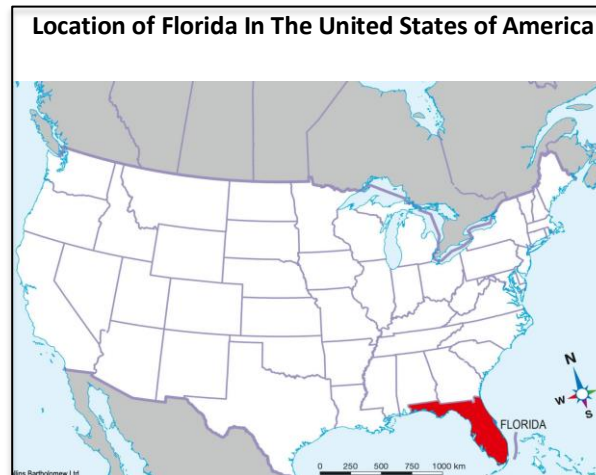 Location of Florida In The United States of America
N
W
S
FLORIDA
0 250 500 750 1000 km
llins Bartholomew Ltd